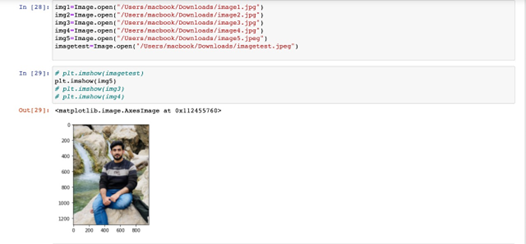 In [28]: img1=Image.open("/Users/macbook/Downloads/image1.jpg")
img2=Image.open("/Users/macbook/Downloads/image2.jpg")
img3=Image.open("/Users/macbook/Downloads/image3.jpg")
img4=Image.open("/Users/macbook/Downloads/image4.jpg")
img5=Image.open("/Users/macbook/Downloads/image5.jpeg")
imagetest=Image.open("/Users/macbook/Downloads/imagetest.jpeg")
In [29]: # plt.imshow(imagetest)
plt.imshow(img5)
# plt.imshow(img3)
# plt.imshow(img4)
Out[29]: <matplotlib.image.AxesImage at 0x112455760>
0
200
400
600
800
1000
1200
0 200 400 600 800